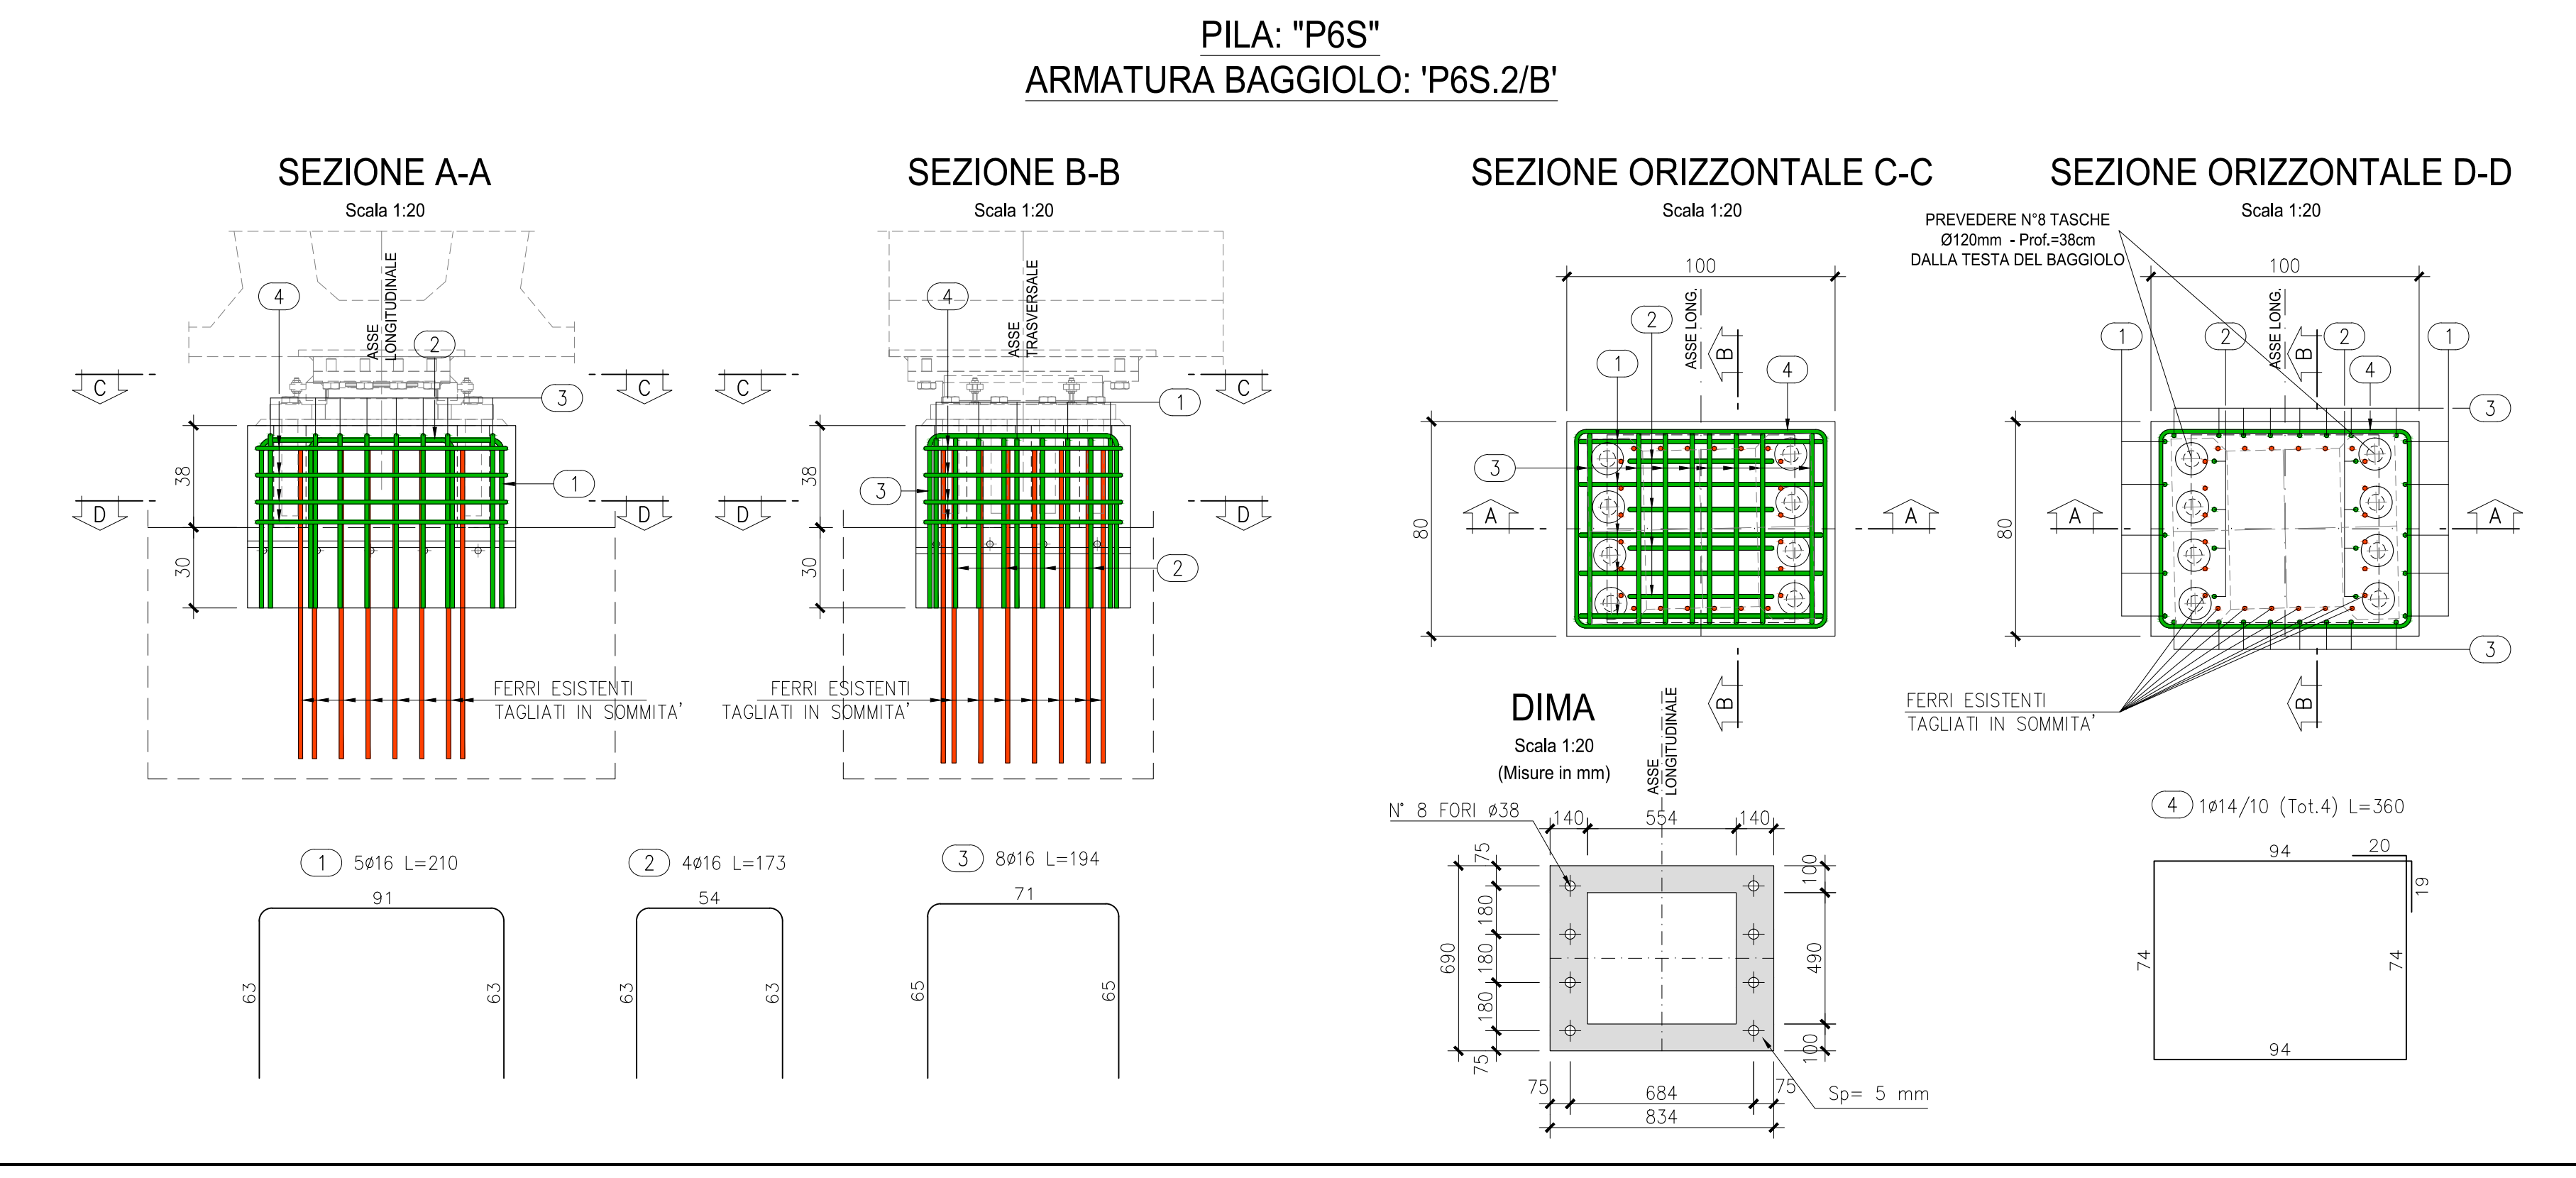 PILA: "P6S"
ARMATURA BAGGIOLO: 'P6S.2/B'
SEZIONE A-A
Scala 1:20
ASSE
LONGITUDINALE
4
2
3
1
C
C
D
D
38
30
FERRI ESISTENTI
TAGLIATI IN SOMMITA'
SEZIONE B-B
Scala 1:20
ASSE
TRASVERSALE
4
1
3
2
C
C
D
D
38
30
FERRI ESISTENTI
TAGLIATI IN SOMMITA'
SEZIONE ORIZZONTALE C-C
Scala 1:20
100
ASSE LONG.
B
2
1
4
3
80
A
A
B
SEZIONE ORIZZONTALE D-D
Scala 1:20
PREVEDERE N°8 TASCHE
Ø120mm - Prof.=38cm
DALLA TESTA DEL BAGGIOLO
100
ASSE LONG.
B
1
2
2
1
4
3
80
A
A
3
B
FERRI ESISTENTI
TAGLIATI IN SOMMITA'
DIMA
Scala 1:20
(Misure in mm)
ASSE
LONGITUDINALE
N° 8 FORI ø38
140
554
140
75
180
180
180
75
690
100
490
100
75
684
75
834
Sp= 5 mm
1 5ø16 L=210
91
63
63
2 4ø16 L=173
54
63
63
3 8ø16 L=194
71
65
65
4 1ø14/10 (Tot.4) L=360
94
20
19
74
74
94